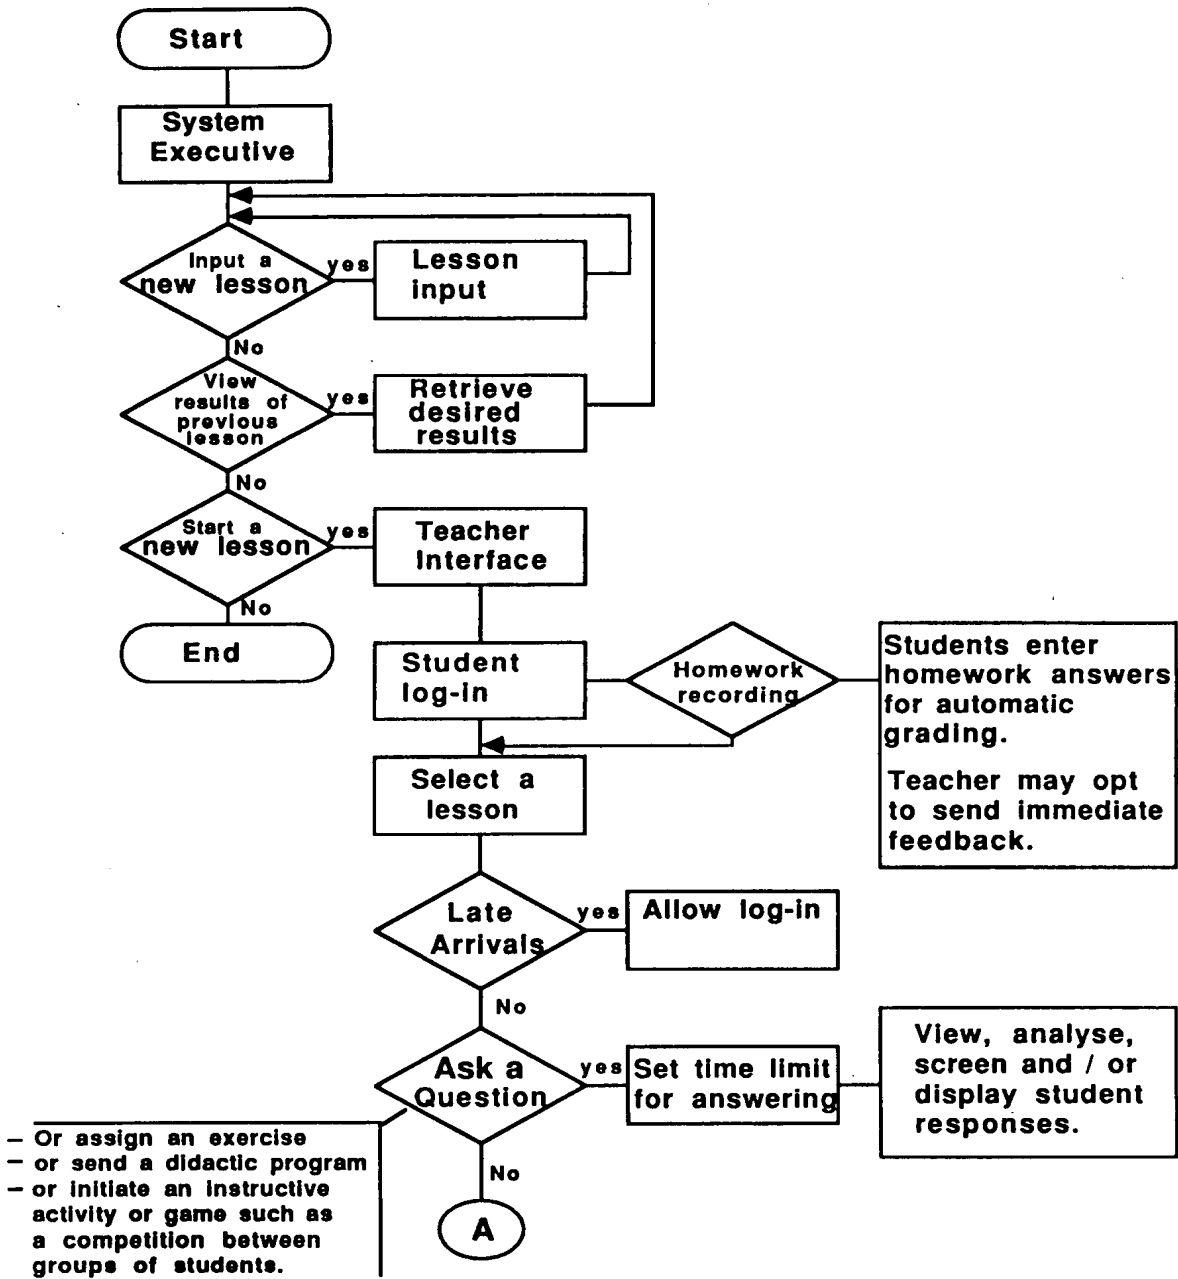 Start
System
Executive
Input a
new lesson
yes
Lesson
input
No
View
results of
previous
lesson
yes
Retrieve
desired
results
No
Start a
new lesson
yes
Teacher
Interface
No
End
Student
log-in
Homework
recording
Students enter
homework answers
for automatic
grading.
Teacher may opt
to send immediate
feedback.
Select a
lesson
Late
Arrivals
yes
Allow log-in
No
Ask a
Question
yes
Set time limit
for answering
View, analyse,
screen and / or
display student
responses.
– Or assign an exercise
– or send a didactic program
– or initiate an instructive
activity or game such as
a competition between
groups of students.
No
A